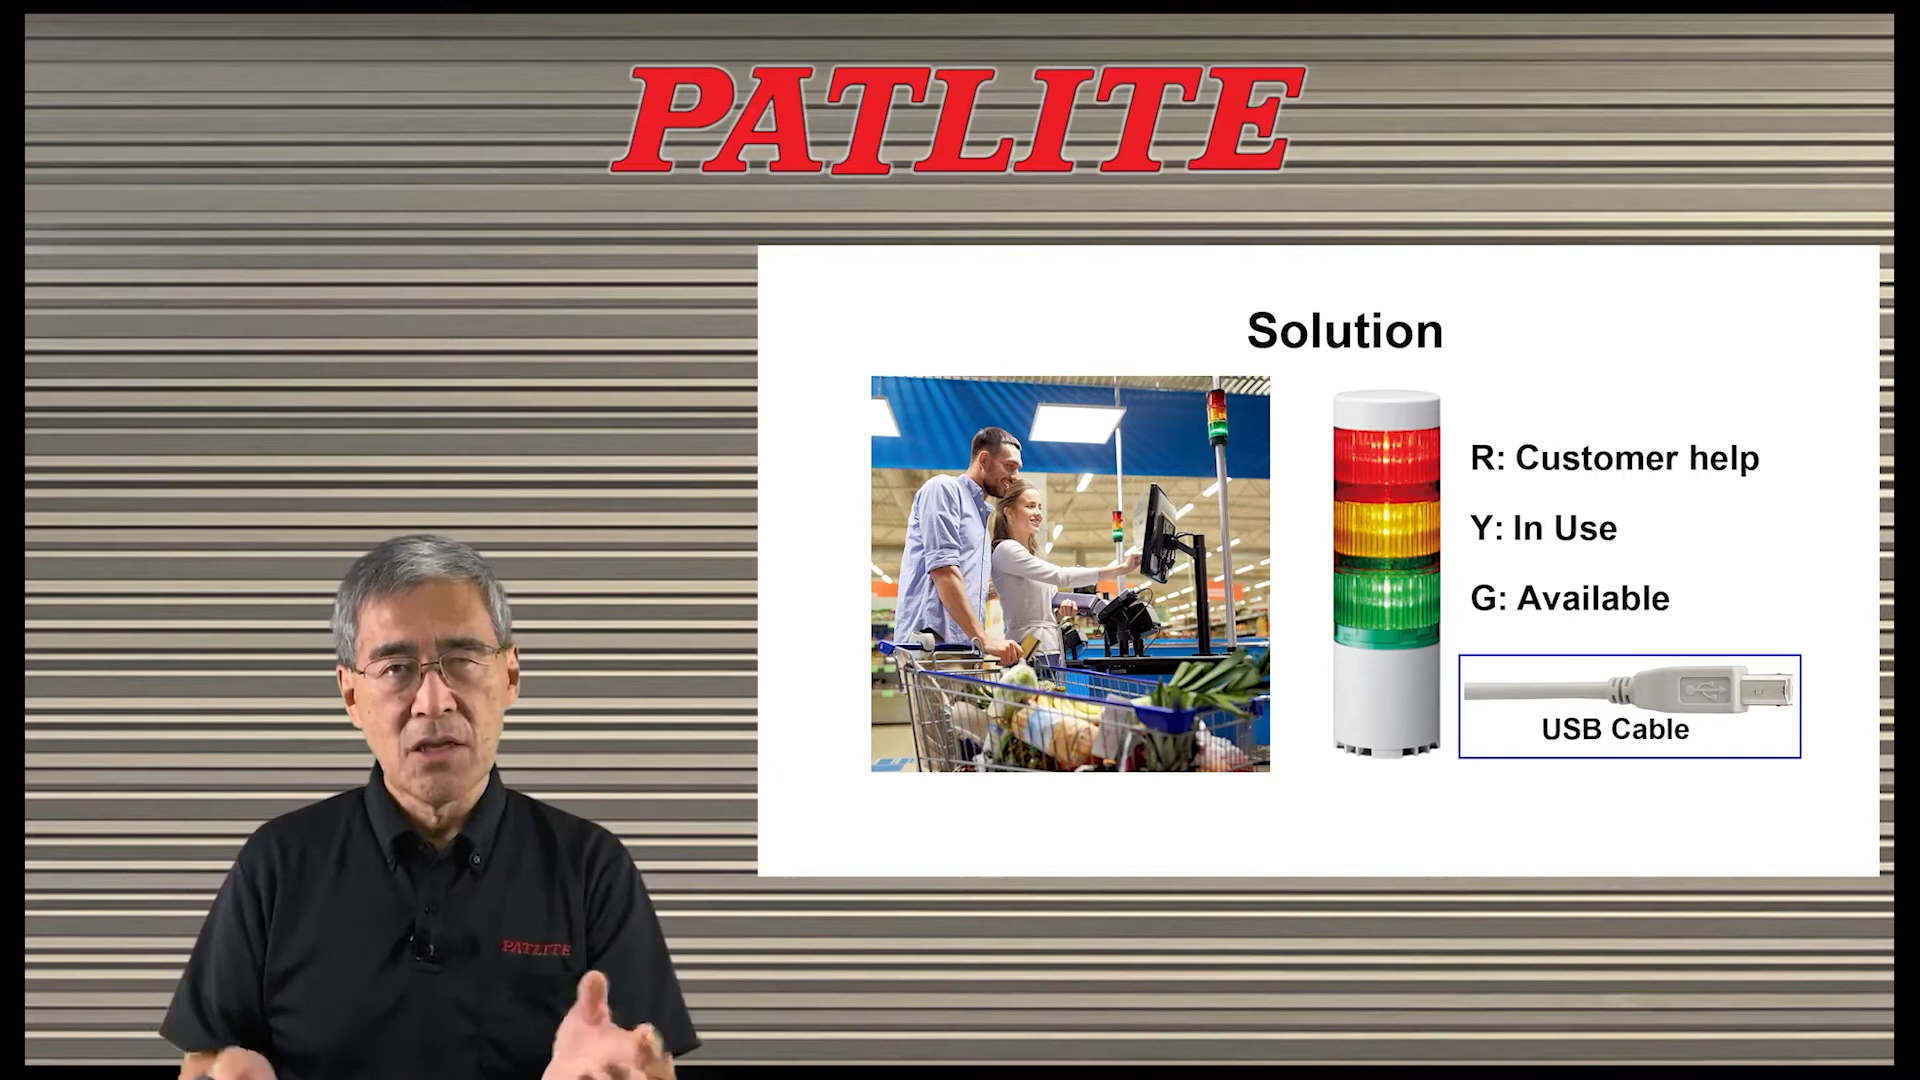 PATLITE
Solution
R: Customer help
Y: In Use
G: Available
USB Cable
PATLITE